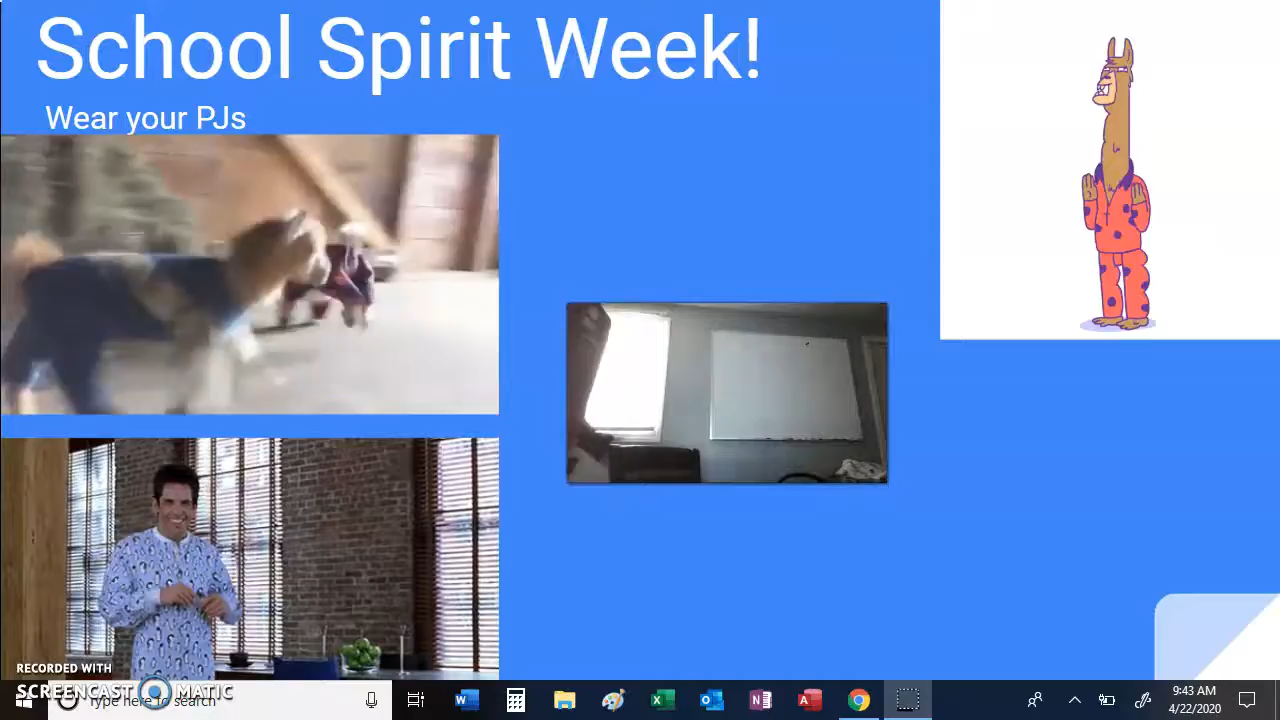 School Spirit Week!
Wear your PJs
RECORDED WITH
SCREENCAST MATIC
Type here to search
9:43 AM
4/22/2020